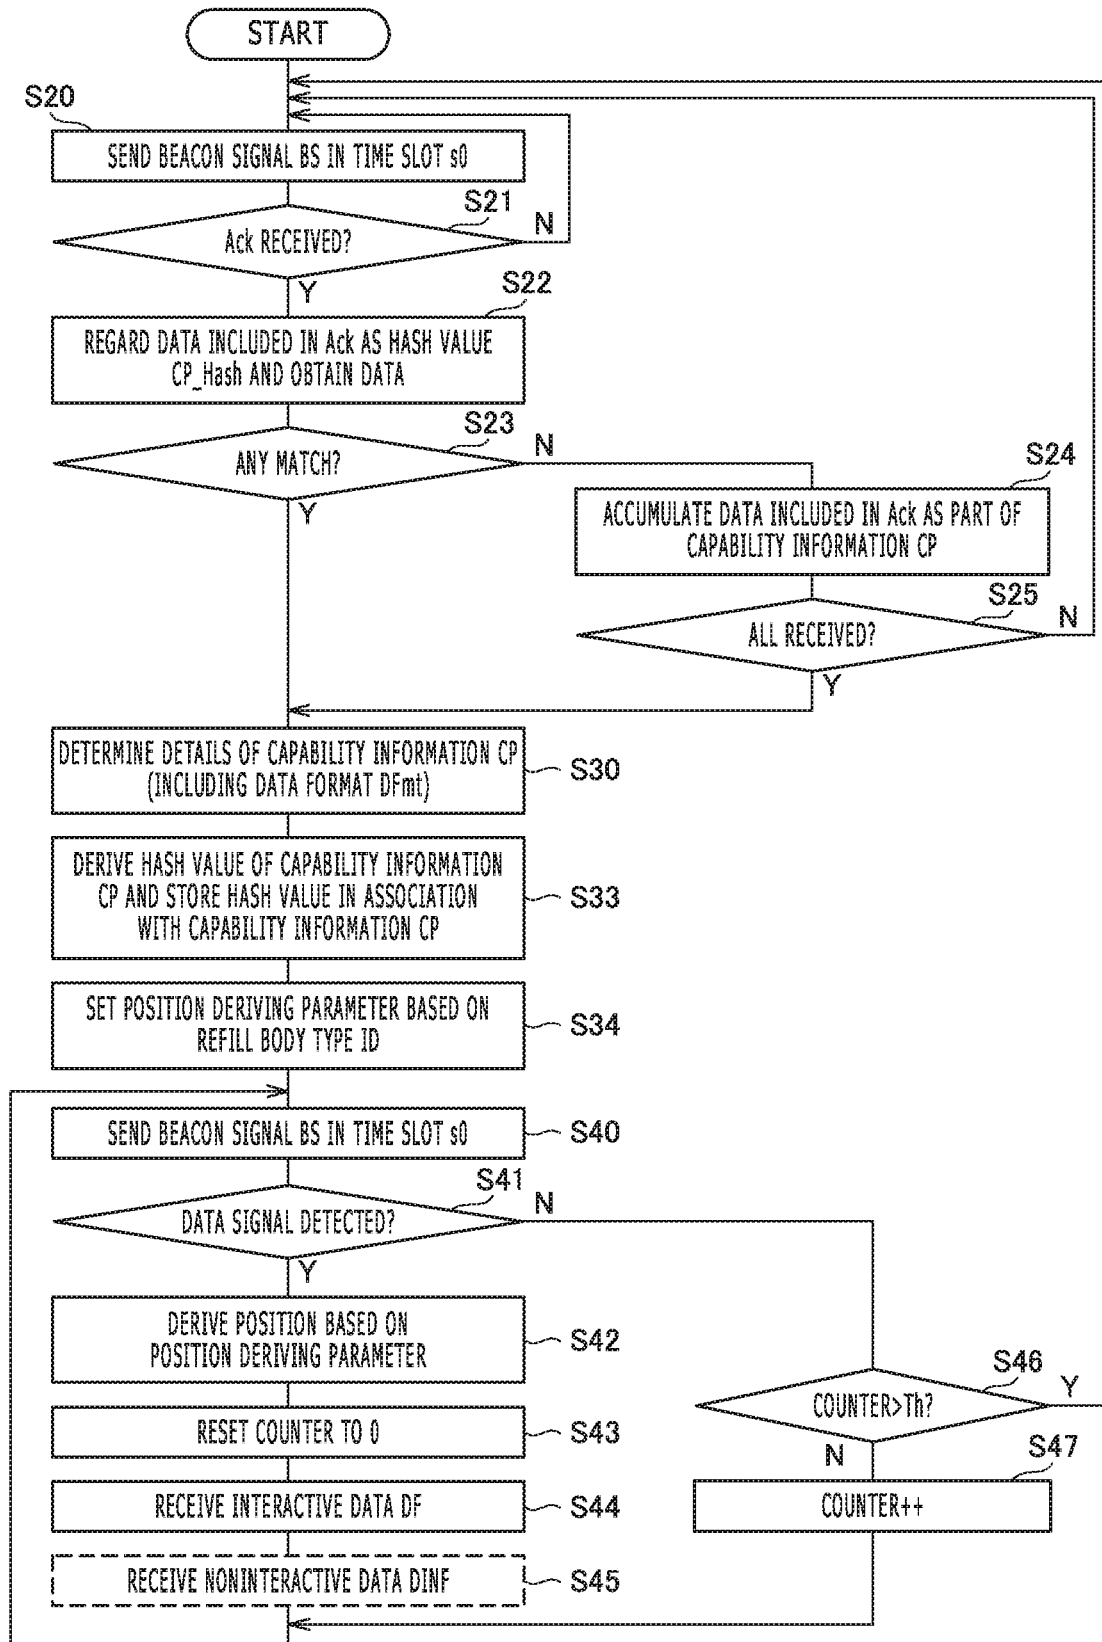 START
S20
SEND BEACON SIGNAL BS IN TIME SLOT s0
S21
Ack RECEIVED?
N
Y
S22
REGARD DATA INCLUDED IN Ack AS HASH VALUE
CP_Hash AND OBTAIN DATA
S23
ANY MATCH?
N
Y
S24
ACCUMULATE DATA INCLUDED IN Ack AS PART OF
CAPABILITY INFORMATION CP
S25
ALL RECEIVED?
N
Y
DETERMINE DETAILS OF CAPABILITY INFORMATION CP
(INCLUDING DATA FORMAT DFmt)
S30
DERIVE HASH VALUE OF CAPABILITY INFORMATION
CP AND STORE HASH VALUE IN ASSOCIATION
WITH CAPABILITY INFORMATION CP
S33
SET POSITION DERIVING PARAMETER BASED ON
REFILL BODY TYPE ID
S34
SEND BEACON SIGNAL BS IN TIME SLOT s0
S40
S41
DATA SIGNAL DETECTED?
N
Y
DERIVE POSITION BASED ON
POSITION DERIVING PARAMETER
S42
S46
COUNTER>Th?
Y
N
RESET COUNTER TO 0
S43
S47
COUNTER++
RECEIVE INTERACTIVE DATA DF
S44
RECEIVE NONINTERACTIVE DATA DINF
S45